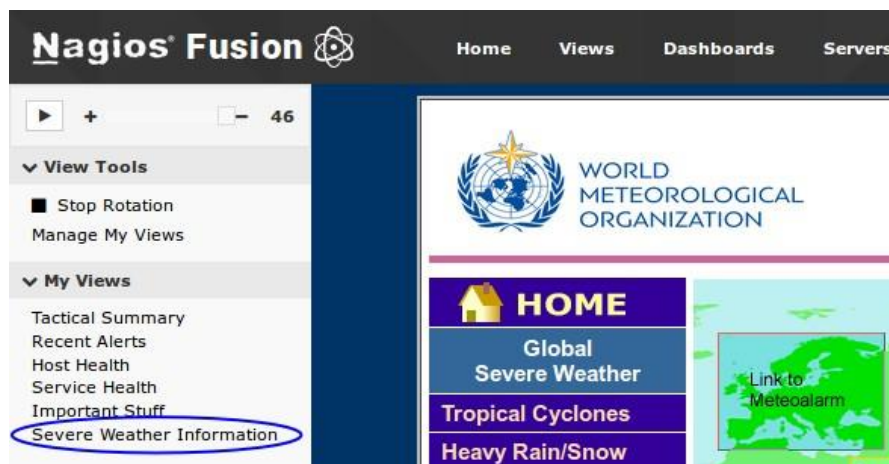 Nagios® Fusion
Home Views Dashboards Servers
+ – 46
View Tools
Stop Rotation
Manage My Views
My Views
Tactical Summary
Recent Alerts
Host Health
Service Health
Important Stuff
Severe Weather Information
WORLD
METEOROLOGICAL
ORGANIZATION
HOME
Global
Severe Weather
Tropical Cyclones
Heavy Rain/Snow
Link to
Meteoalarm